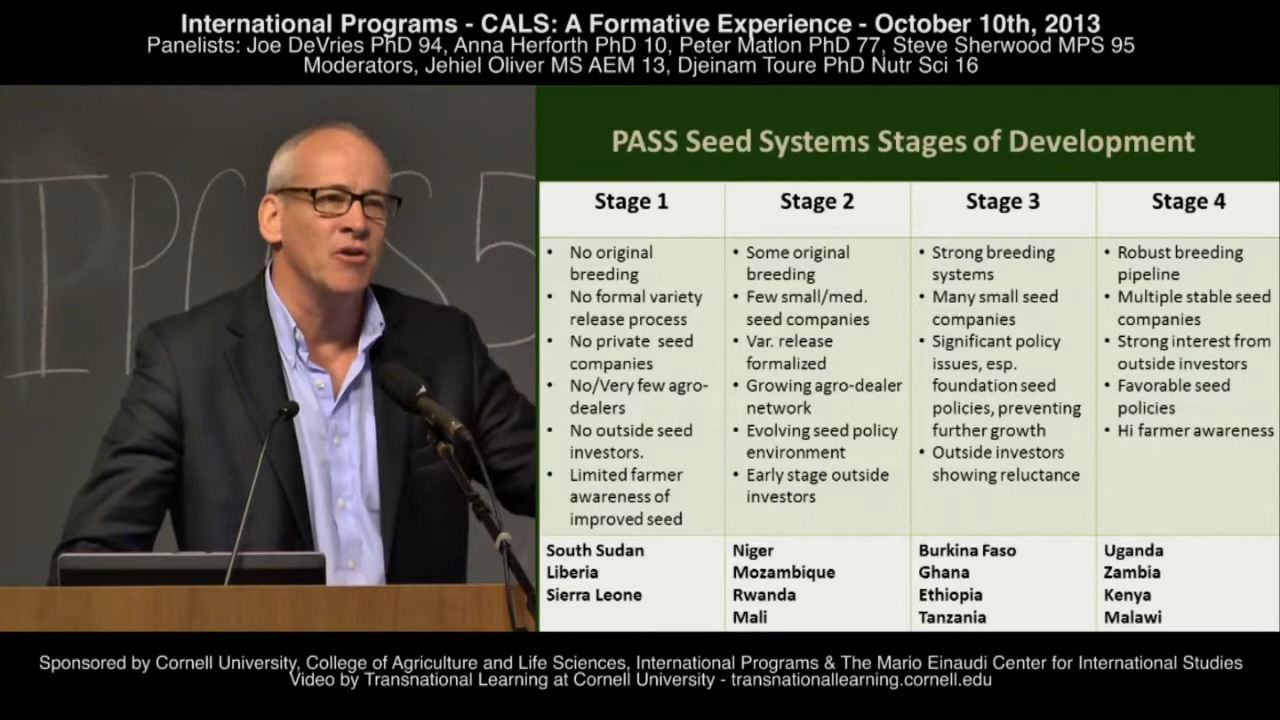 International Programs - CALS: A Formative Experience - October 10th, 2013
Panelists: Joe DeVries PhD 94, Anna Herforth PhD 10, Peter Matlon PhD 77, Steve Sherwood MPS 95
Moderators, Jehiel Oliver MS AEM 13, Djeinam Toure PhD Nutr Sci 16
IPC
S 5
PASS Seed Systems Stages of Development
Stage 1
• No original
breeding
• No formal variety
release process
• No private seed
companies
• No/Very few agro-
dealers
• No outside seed
investors.
• Limited farmer
awareness of
improved seed
South Sudan
Liberia
Sierra Leone
Stage 2
• Some original
breeding
• Few small/med.
seed companies
• Var. release
formalized
• Growing agro-dealer
network
• Evolving seed policy
environment
• Early stage outside
investors
Niger
Mozambique
Rwanda
Mali
Stage 3
• Strong breeding
systems
• Many small seed
companies
• Significant policy
issues, esp.
foundation seed
policies, preventing
further growth
• Outside investors
showing reluctance
Burkina Faso
Ghana
Ethiopia
Tanzania
Stage 4
• Robust breeding
pipeline
• Multiple stable seed
companies
• Strong interest from
outside investors
• Favorable seed
policies
• Hi farmer awareness
Uganda
Zambia
Kenya
Malawi
Sponsored by Cornell University, College of Agriculture and Life Sciences, International Programs & The Mario Einaudi Center for International Studies
Video by Transnational Learning at Cornell University - transnationallearning.cornell.edu